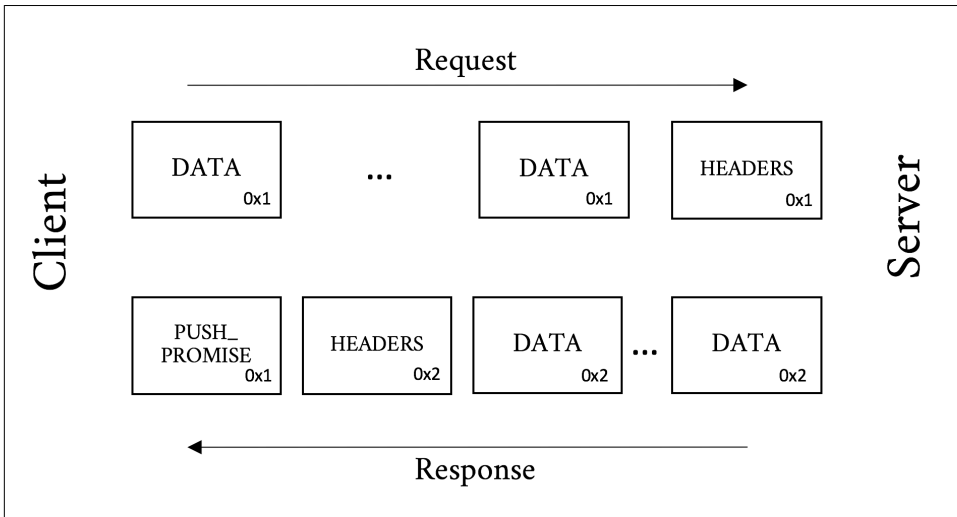 Request
DATA
0x1
...
DATA
0x1
HEADERS
0x1
Client
Server
PUSH_
PROMISE
0x1
HEADERS
0x2
DATA
0x2
...
DATA
0x2
Response